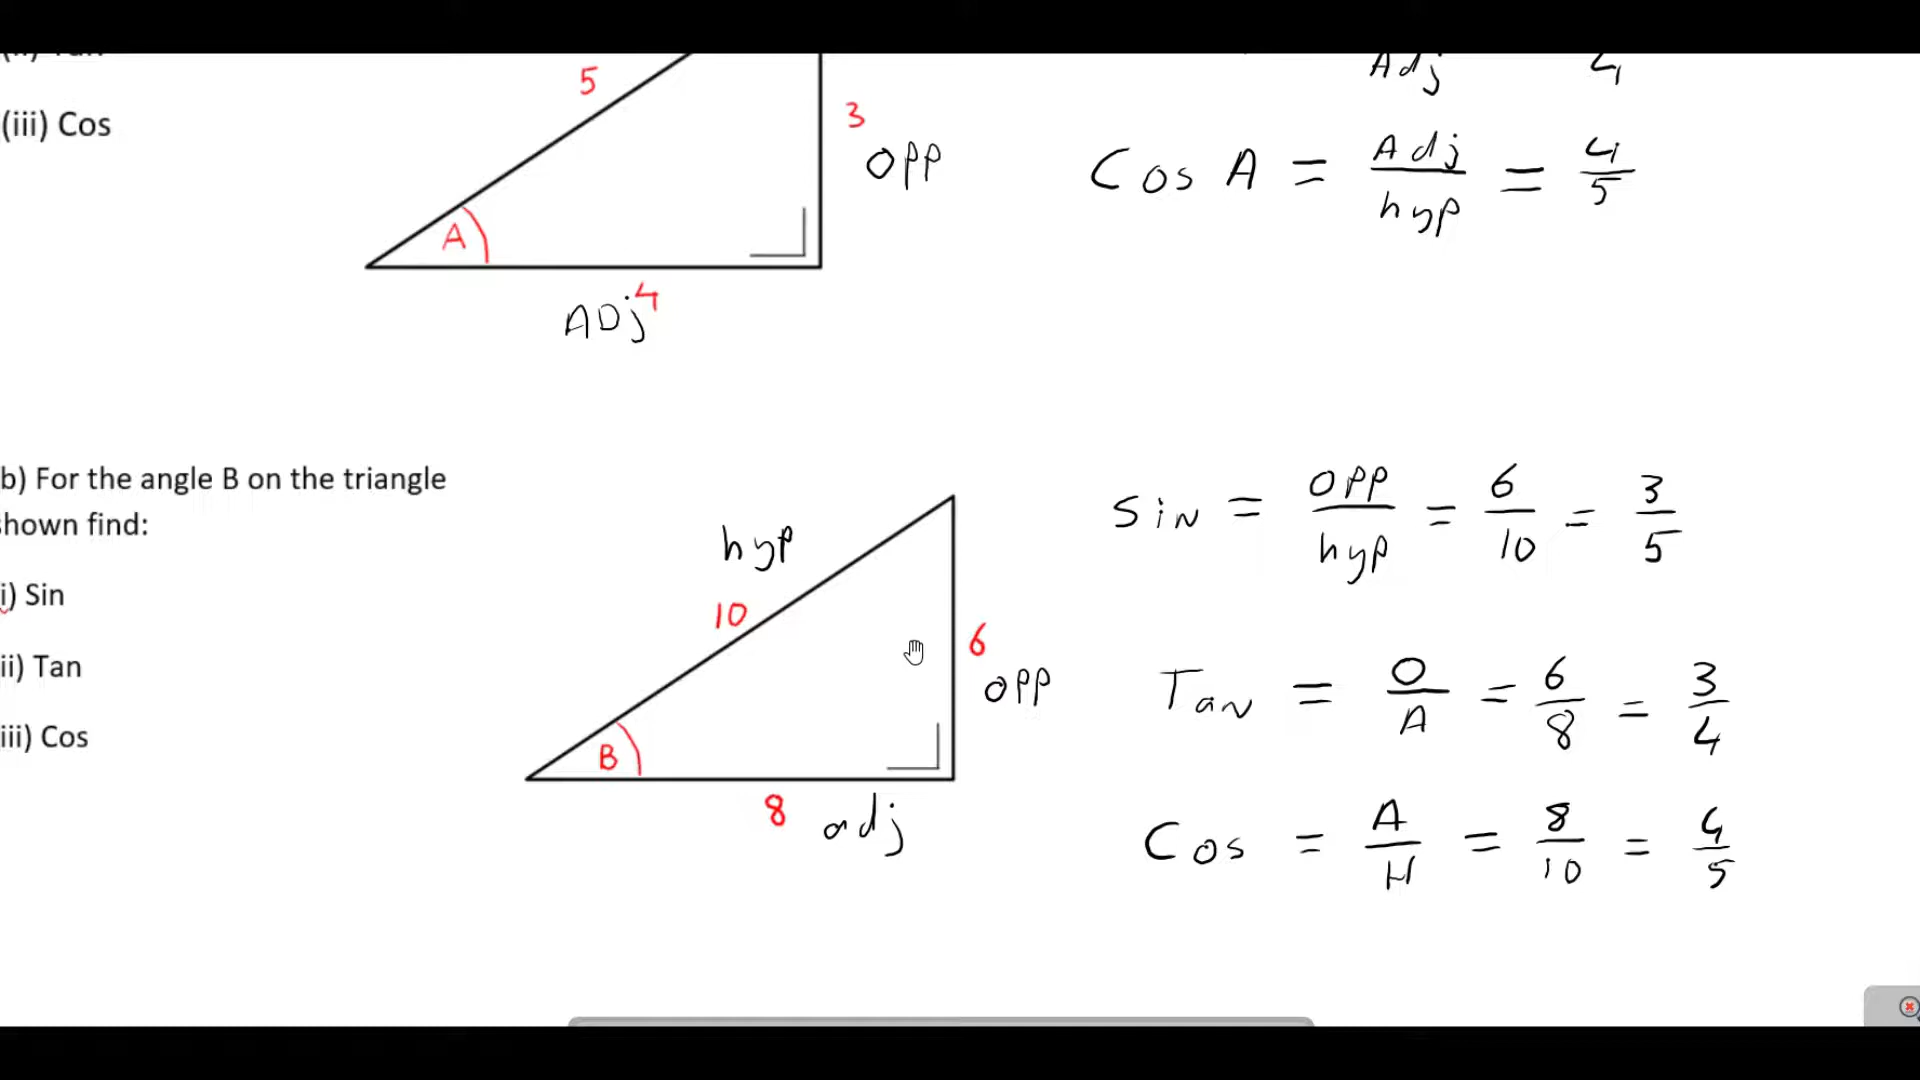 5
(iii) Cos
3
opp
A
4
ADj
Adj
4
Cos A = Adj/hyp = 4/5
b) For the angle B on the triangle
shown find:
i) Sin
ii) Tan
iii) Cos
hyp
10
6
opp
B
8 adj
Sin = opp/hyp = 6/10 = 3/5
Tan = O/A = 6/8 = 3/4
Cos = A/H = 8/10 = 4/5